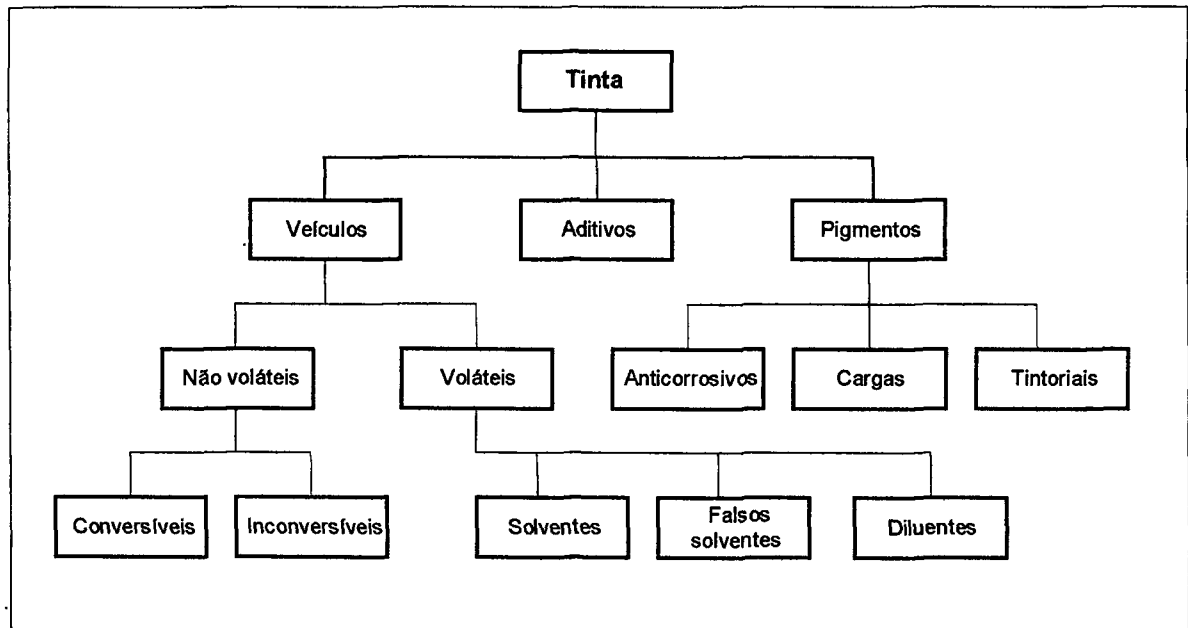 Tinta
Veículos
Aditivos
Pigmentos
Não voláteis
Voláteis
Anticorrosivos
Cargas
Tintoriais
Conversíveis
Inconversíveis
Solventes
Falsos
solventes
Diluentes